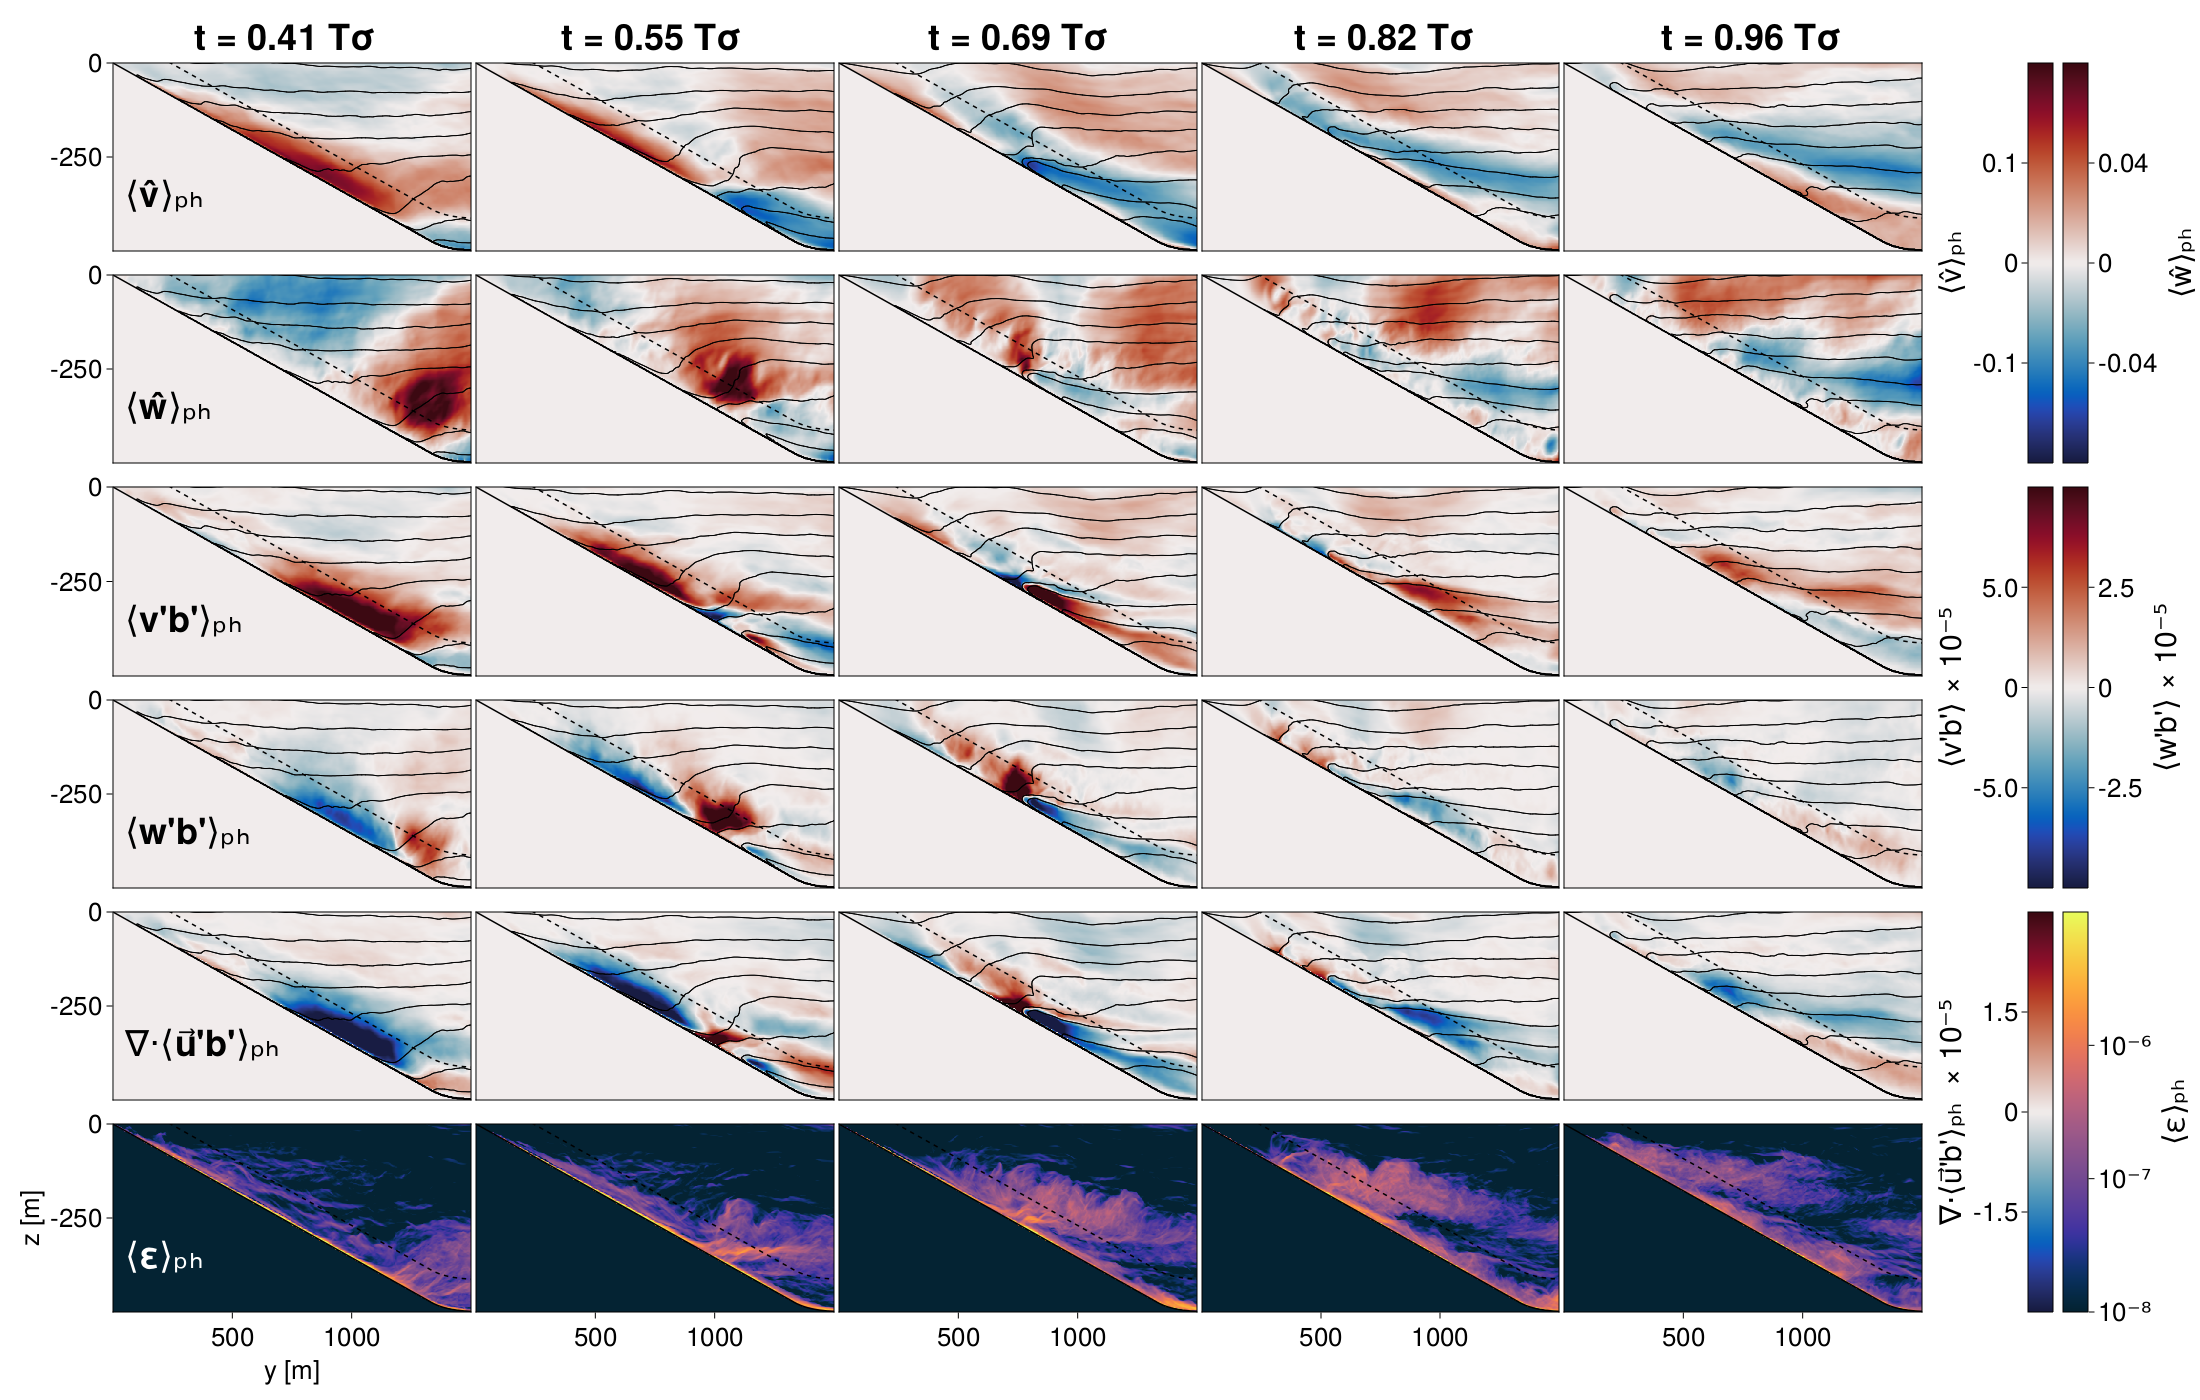 t = 0.41 Tσ
t = 0.55 Tσ
t = 0.69 Tσ
t = 0.82 Tσ
t = 0.96 Tσ
0
-250
⟨v̂⟩ₚₕ
0.1
0
-0.1
⟨v̂⟩ₚₕ
0.04
0
-0.04
⟨ŵ⟩ₚₕ
0
-250
⟨ŵ⟩ₚₕ
0
-250
⟨v'b'⟩ₚₕ
5.0
0
-5.0
⟨v'b'⟩ × 10⁻⁵
2.5
0
-2.5
⟨w'b'⟩ × 10⁻⁵
0
-250
⟨w'b'⟩ₚₕ
0
-250
∇·⟨u⃗'b'⟩ₚₕ
1.5
0
-1.5
∇·⟨u⃗'b'⟩ₚₕ × 10⁻⁵
10⁻⁶
10⁻⁷
10⁻⁸
⟨ε⟩ₚₕ
0
-250
z [m]
⟨ε⟩ₚₕ
500 1000 500 1000 500 1000 500 1000 500 1000
y [m]